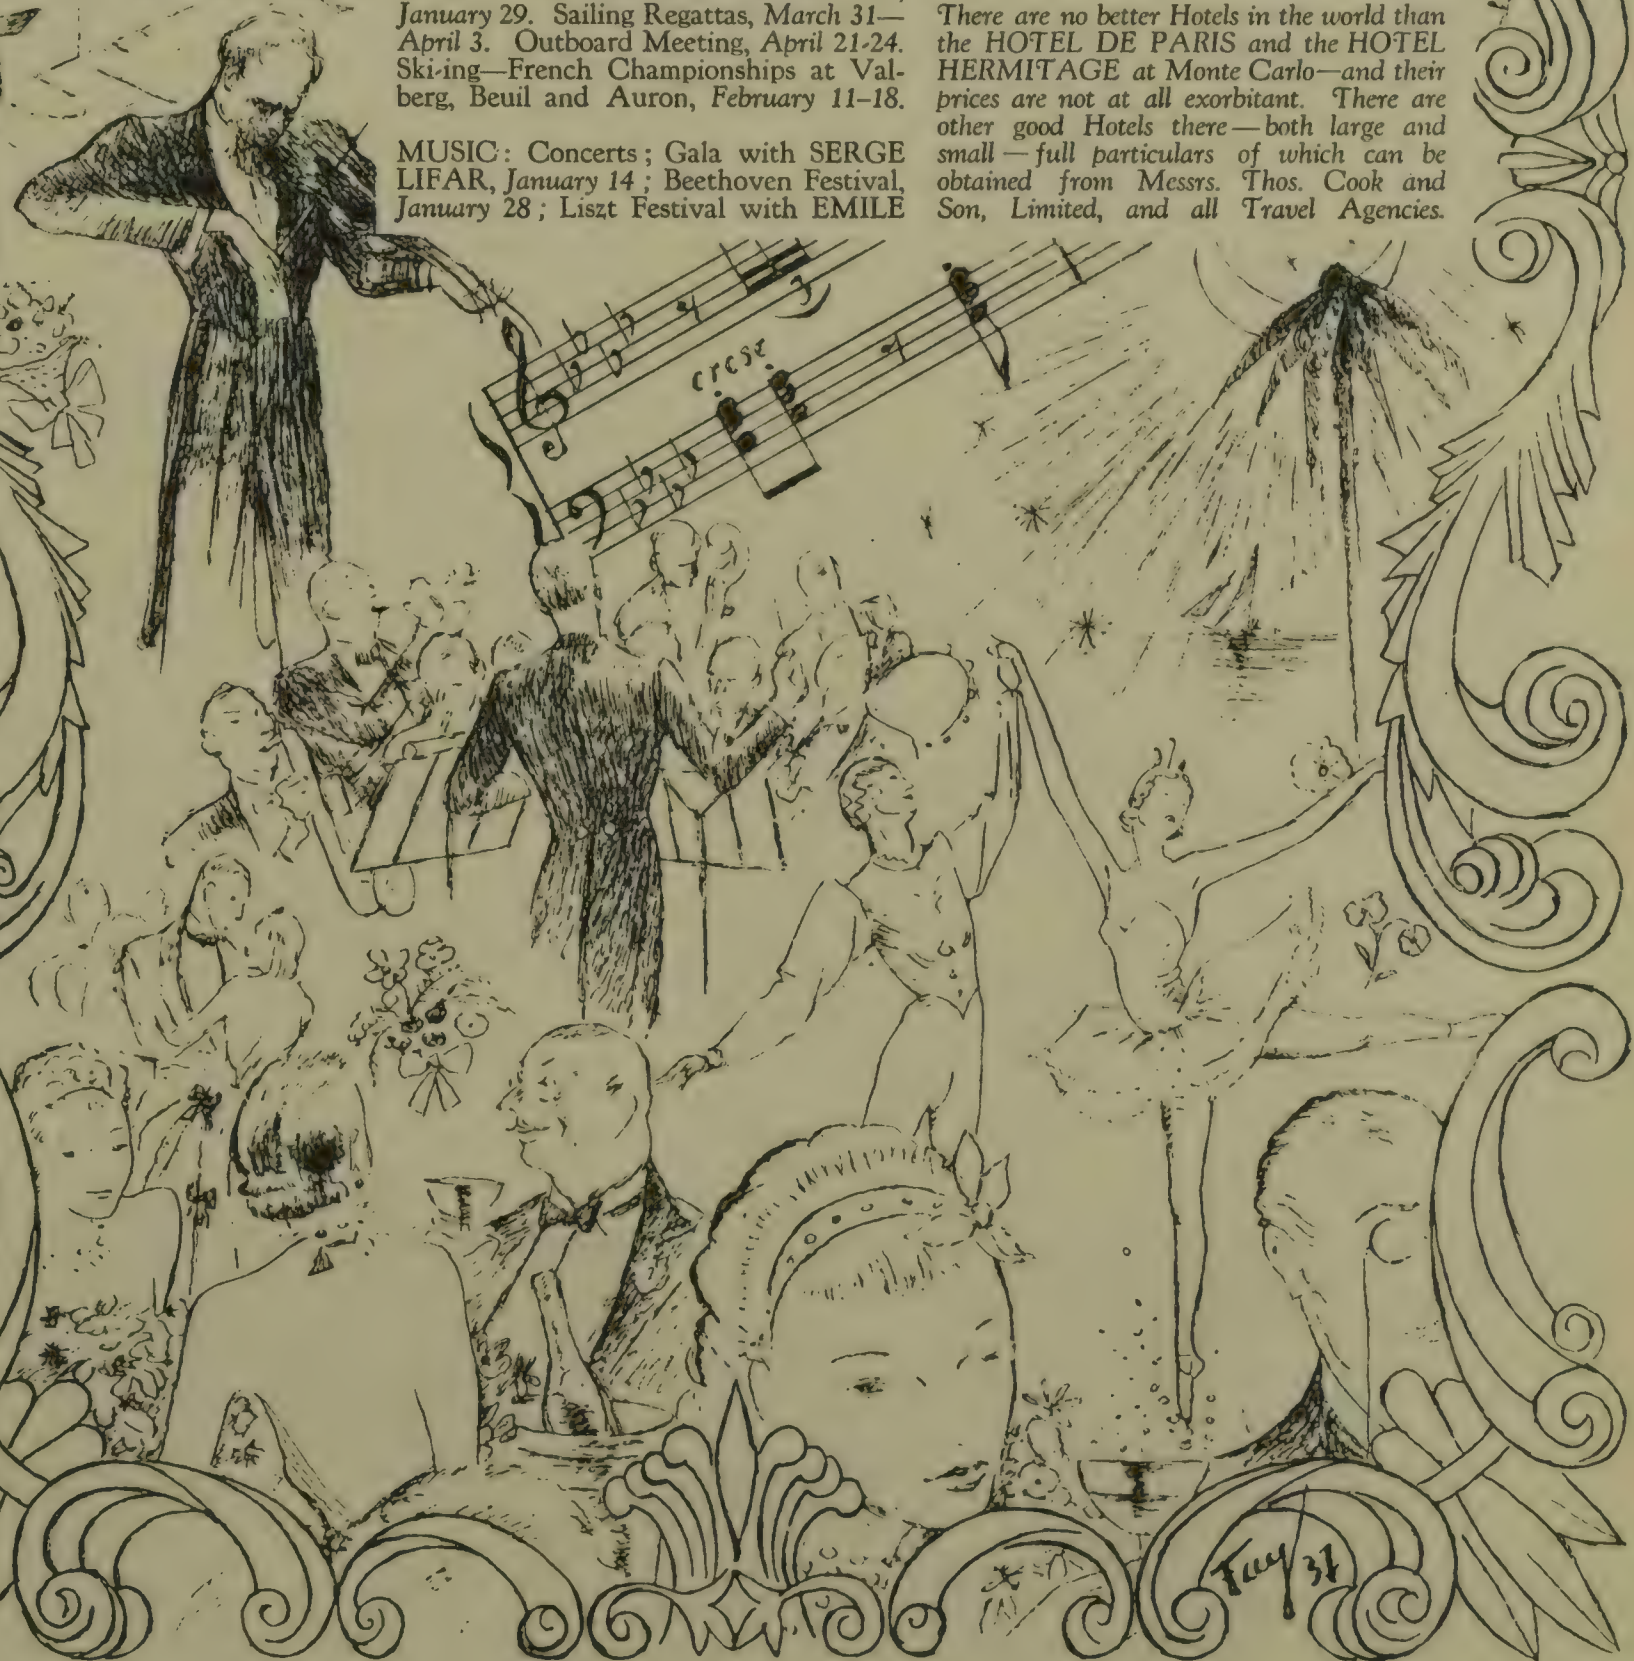 January 29. Sailing Regattas, March 31—
April 3. Outboard Meeting, April 21-24.
Ski-ing—French Championships at Val-
berg, Beuil and Auron, February 11–18.
MUSIC: Concerts; Gala with SERGE
LIFAR, January 14; Beethoven Festival,
January 28; Liszt Festival with EMILE
There are no better Hotels in the world than
the HOTEL DE PARIS and the HOTEL
HERMITAGE at Monte Carlo—and their
prices are not at all exorbitant. There are
other good Hotels there—both large and
small—full particulars of which can be
obtained from Messrs. Thos. Cook and
Son, Limited, and all Travel Agencies.
cresc
37